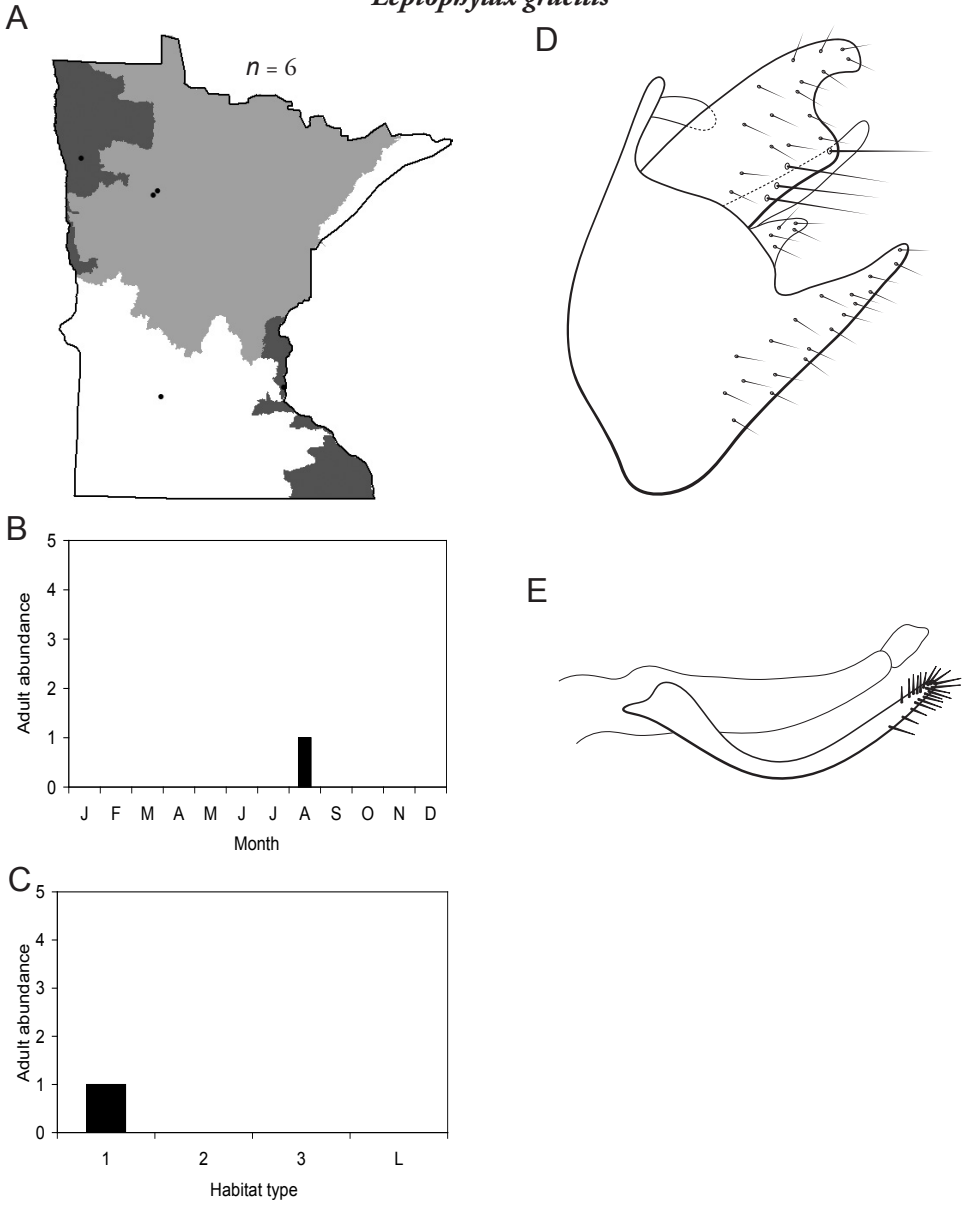 Leptophylax gracilis
A
n = 6
D
B
5
4
3
2
1
0
Adult abundance
J F M A M J J A S O N D
Month
E
C
5
4
3
2
1
0
Adult abundance
1 2 3 L
Habitat type